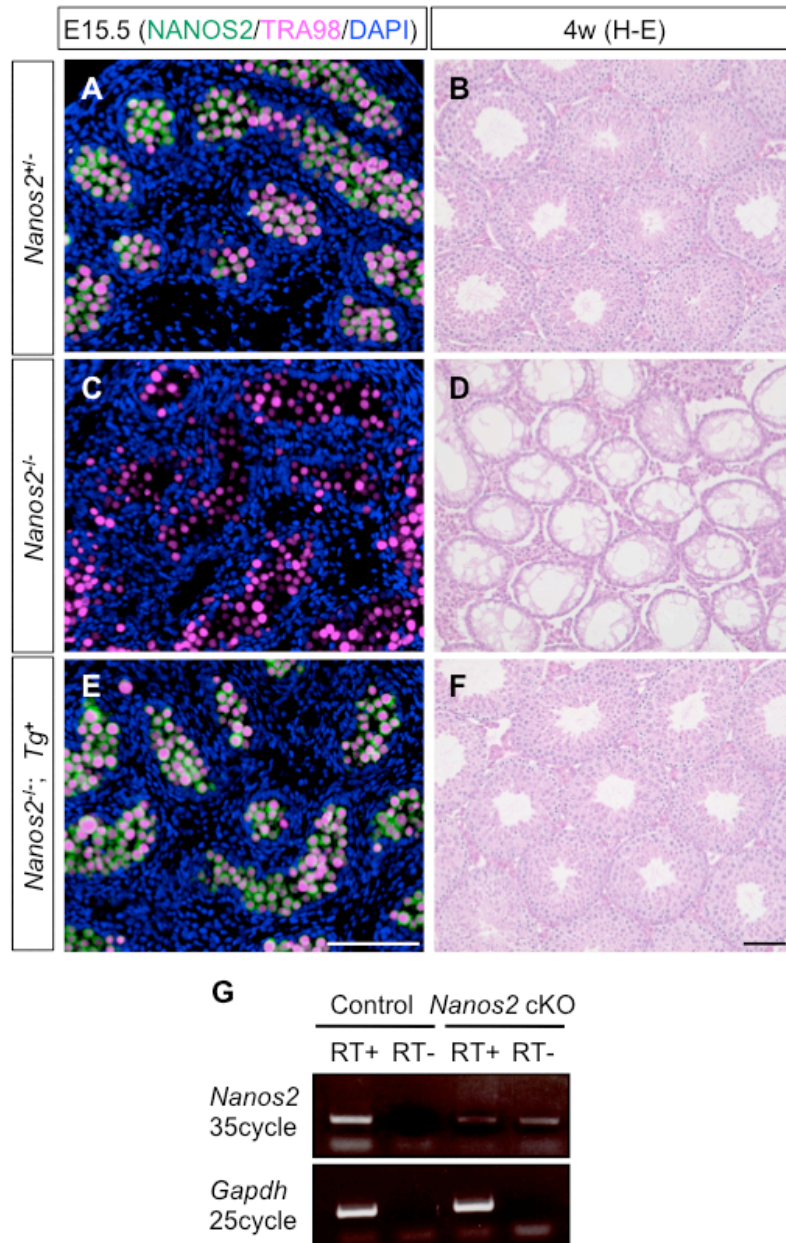 E15.5 (NANOS2/TRA98/DAPI)
4w (H-E)
Nanos2+/-
A
B
Nanos2-/-
C
D
Nanos2-/-; Tg+
E
F
G
Control
Nanos2 cKO
RT+ RT- RT+ RT-
Nanos2
35cycle
Gapdh
25cycle